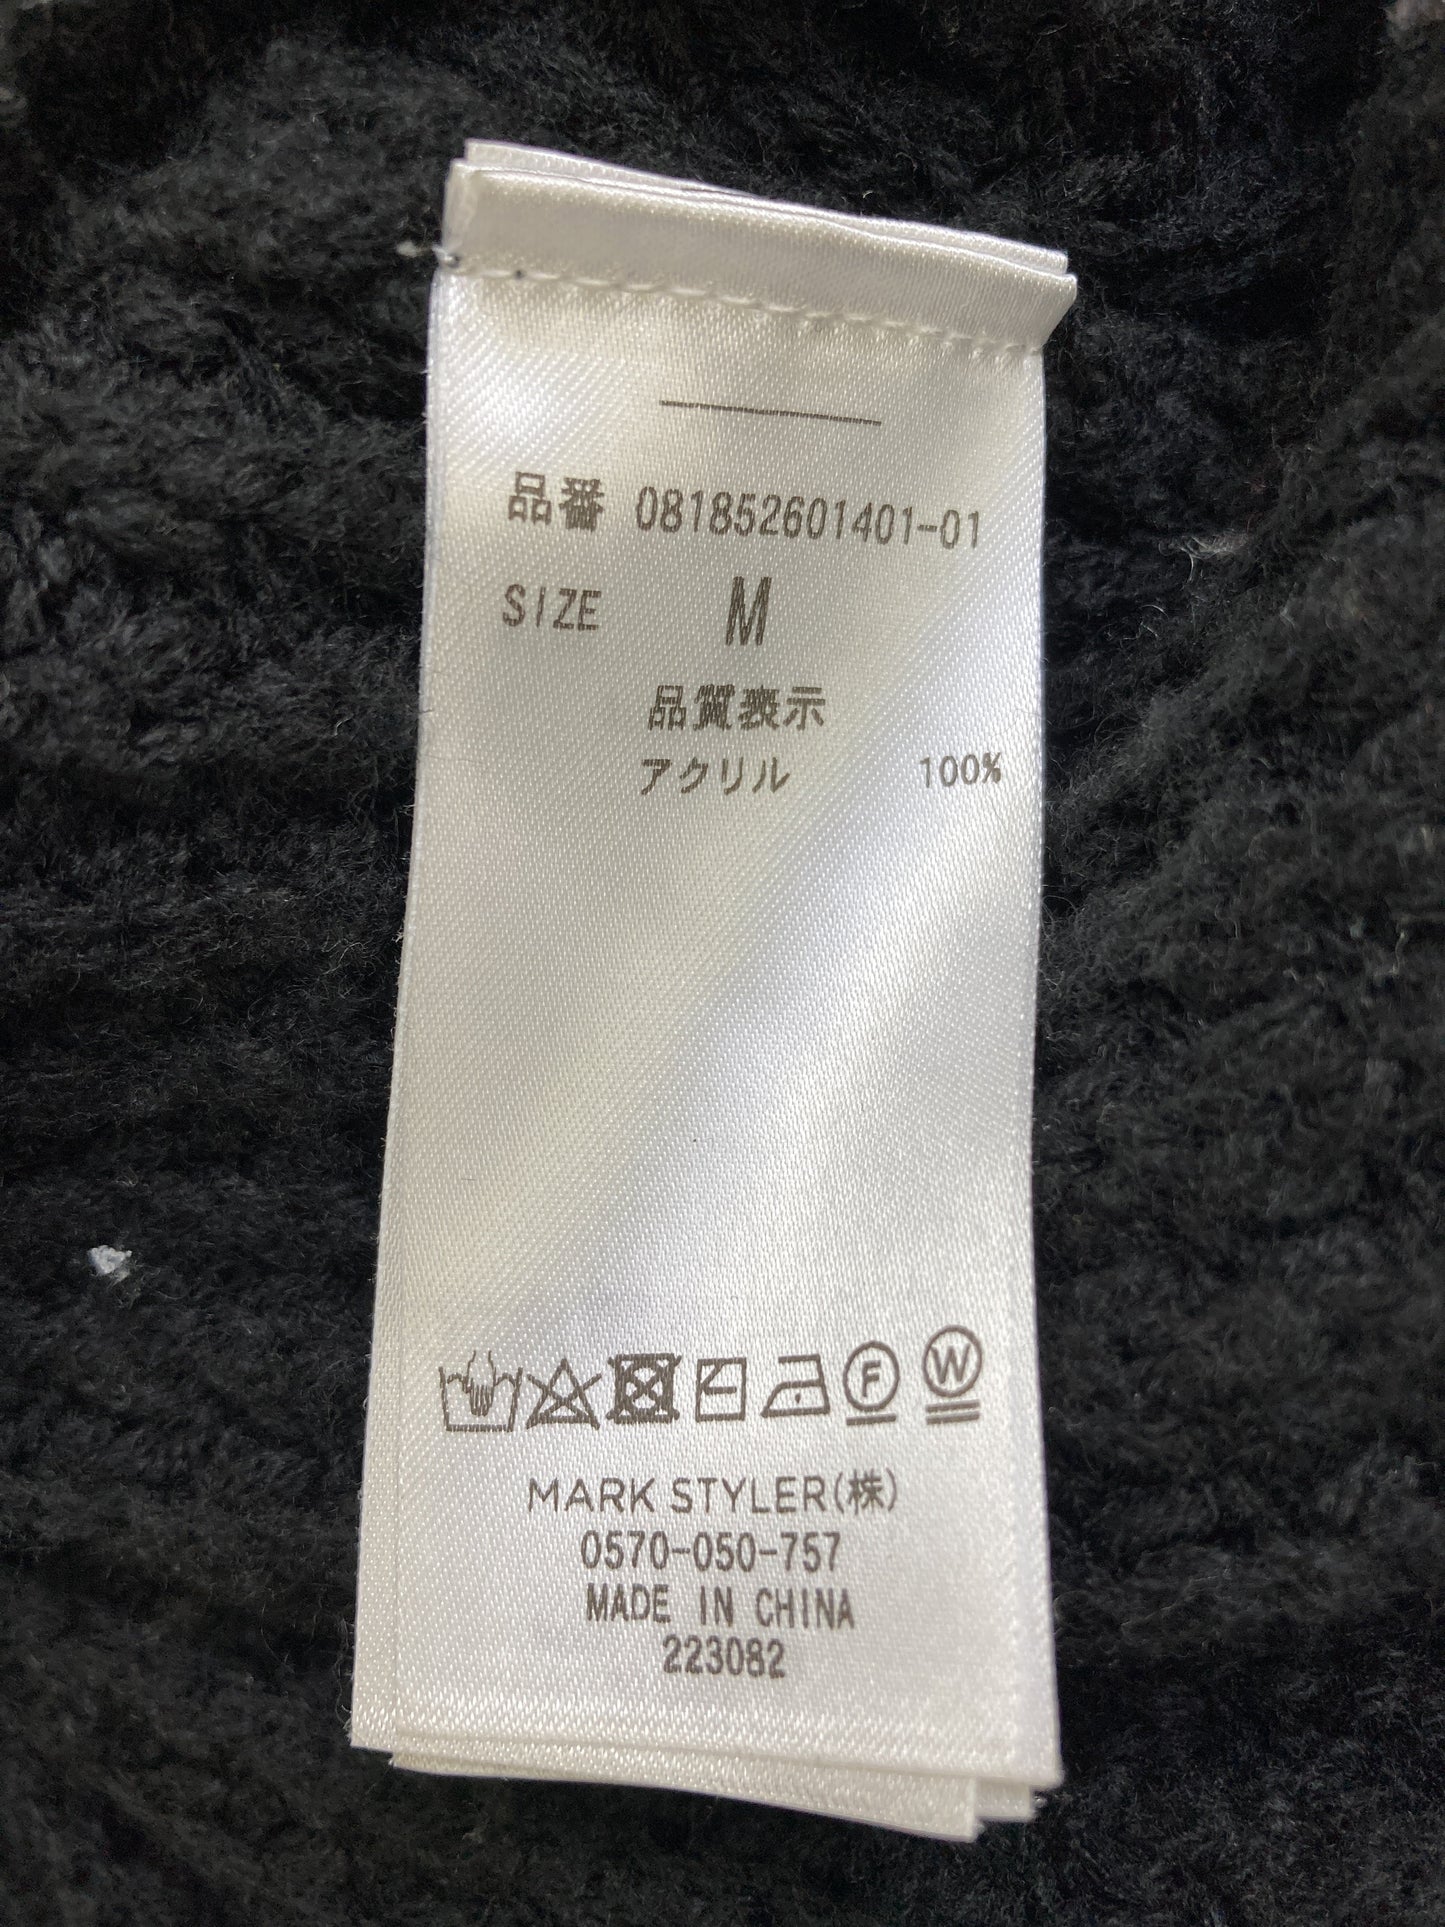 品番 081852601401-01
SIZE M
品質表示
アクリル 100%
F W
MARK STYLER(株)
0570-050-757
MADE IN CHINA
223082